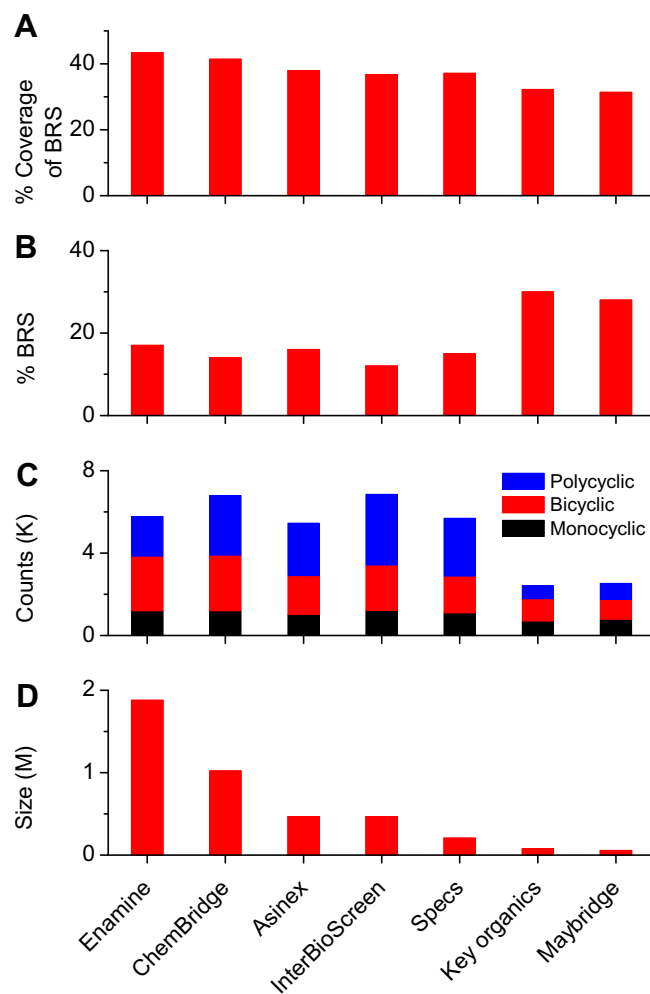 A
% Coverage
of BRS
40
20
0
B
% BRS
40
20
0
C
Counts (K)
8
4
0
Polycyclic
Bicyclic
Monocyclic
D
Size (M)
2
1
0
Enamine
ChemBridge
Asinex
InterBioScreen
Specs
Key organics
Maybridge